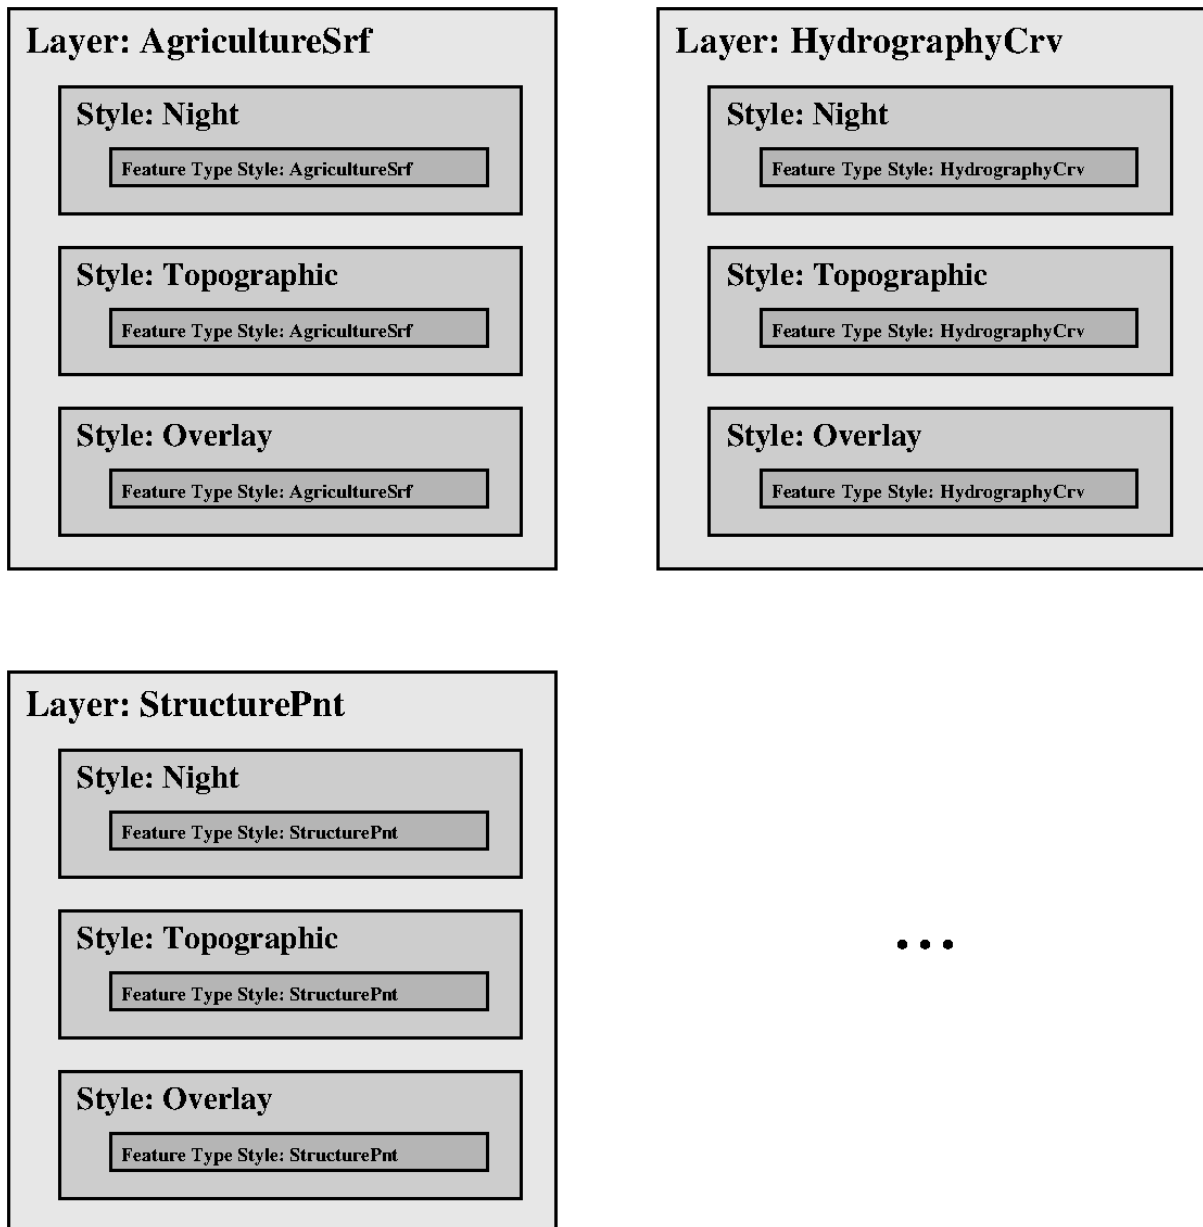 Layer: AgricultureSrf
Style: Night
Feature Type Style: AgricultureSrf
Style: Topographic
Feature Type Style: AgricultureSrf
Style: Overlay
Feature Type Style: AgricultureSrf
Layer: HydrographyCrv
Style: Night
Feature Type Style: HydrographyCrv
Style: Topographic
Feature Type Style: HydrographyCrv
Style: Overlay
Feature Type Style: HydrographyCrv
Layer: StructurePnt
Style: Night
Feature Type Style: StructurePnt
Style: Topographic
Feature Type Style: StructurePnt
Style: Overlay
Feature Type Style: StructurePnt
...